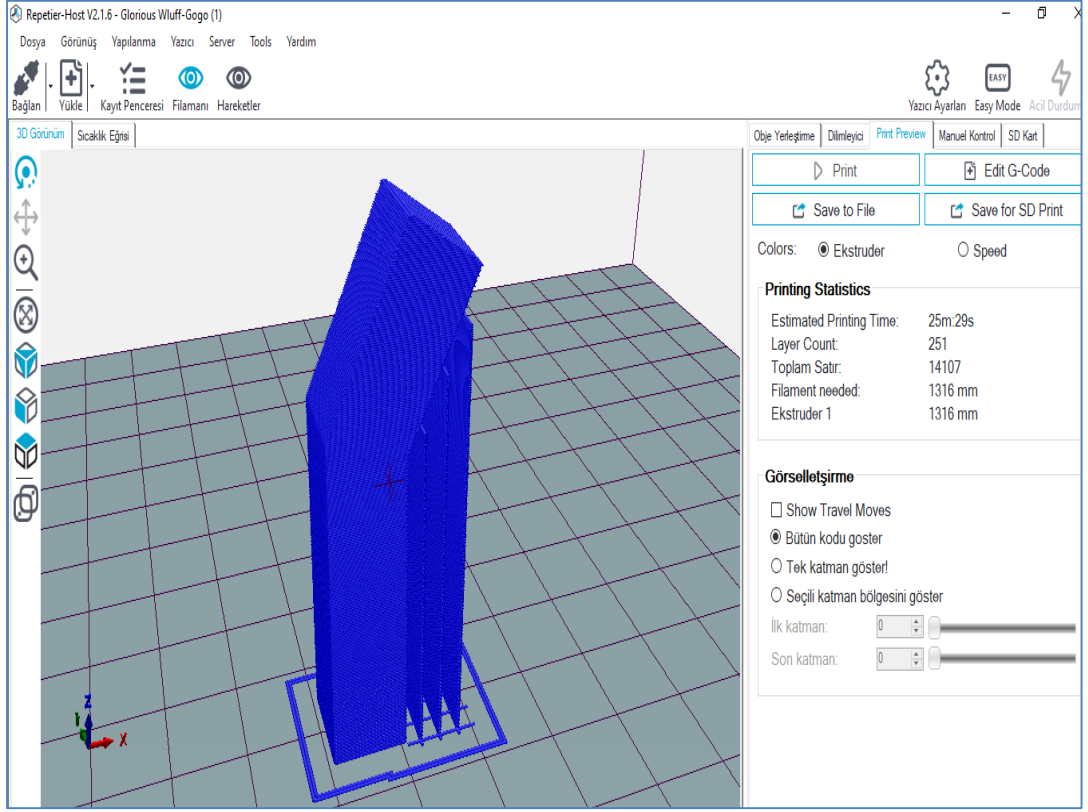 Repetier-Host V2.1.6 - Glorious Wluff-Gogo (1)
Dosya Görünüş Yapılanma Yazıcı Server Tools Yardım
Bağlan Yükle Kayıt Penceresi Filamanı Hareketler Yazıcı Ayarları EASY Easy Mode Acil Durdurm
3D Görünüm Sıcaklık Eğrisi Obje Yerleştirme Dilimleyici Print Preview Manuel Kontrol SD Kart
Print Edit G-Code
Save to File Save for SD Print
Colors: Ekstruder Speed
Printing Statistics
Estimated Printing Time: 25m:29s
Layer Count: 251
Toplam Satır: 14107
Filament needed: 1316 mm
Ekstruder 1 1316 mm
Görselletşirme
Show Travel Moves
Bütün kodu goster
Tek katman göster!
Seçili katman bölgesini göster
İlk katman: 0
Son katman: 0
Z
X